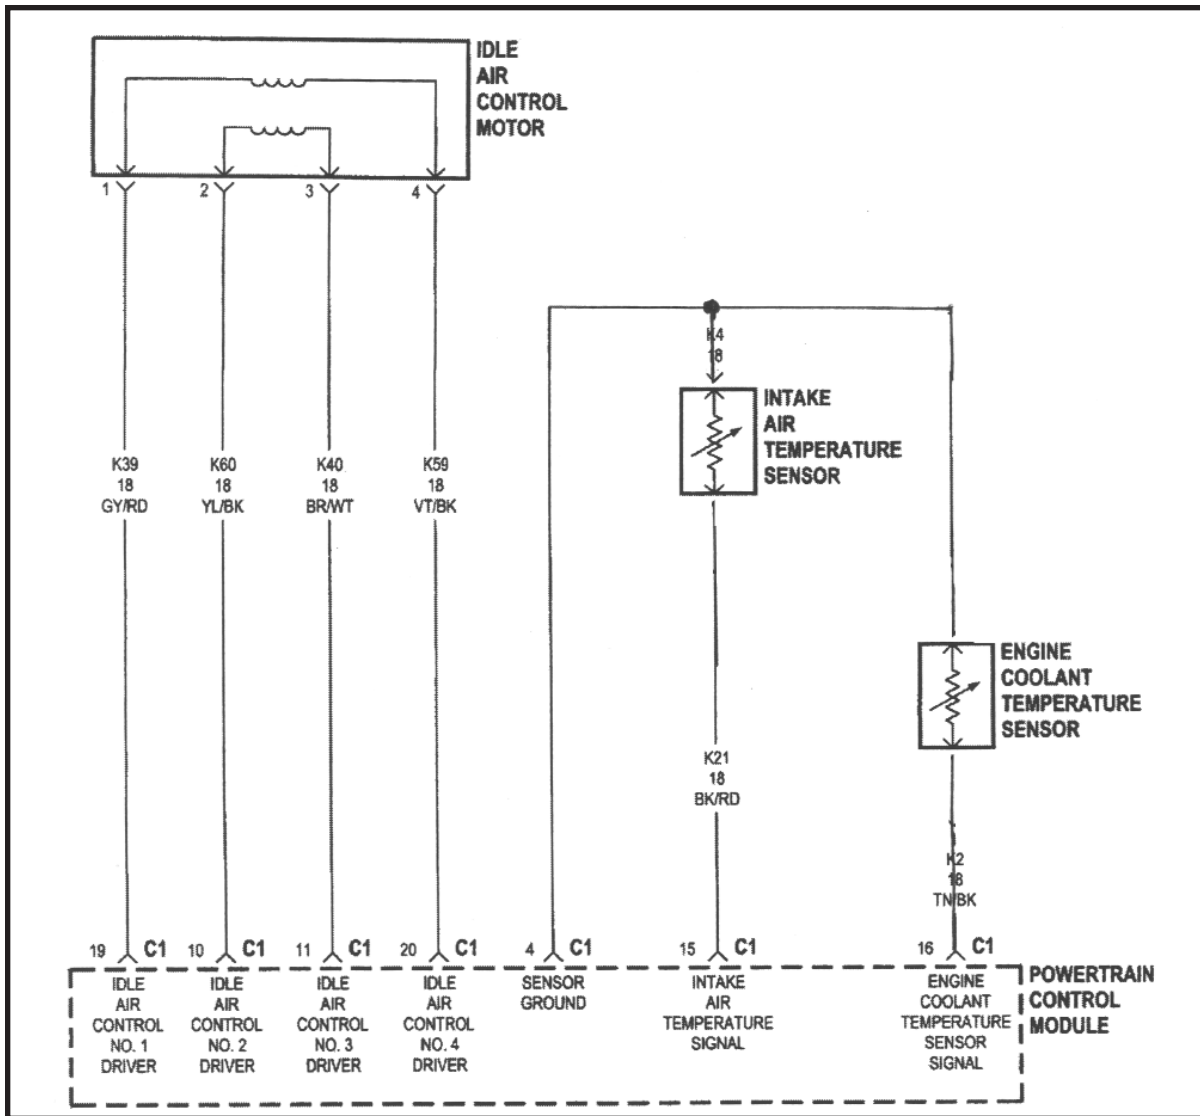 IDLE
AIR
CONTROL
MOTOR
1 2 3 4
K4
18
INTAKE
AIR
TEMPERATURE
SENSOR
K39
18
GY/RD
K60
18
YL/BK
K40
18
BR/WT
K59
18
VT/BK
ENGINE
COOLANT
TEMPERATURE
SENSOR
K21
18
BK/RD
K2
18
TN/BK
19 C1
10 C1
11 C1
20 C1
4 C1
15 C1
16 C1
IDLE
AIR
CONTROL
NO. 1
DRIVER
IDLE
AIR
CONTROL
NO. 2
DRIVER
IDLE
AIR
CONTROL
NO. 3
DRIVER
IDLE
AIR
CONTROL
NO. 4
DRIVER
SENSOR
GROUND
INTAKE
AIR
TEMPERATURE
SIGNAL
ENGINE
COOLANT
TEMPERATURE
SENSOR
SIGNAL
POWERTRAIN
CONTROL
MODULE